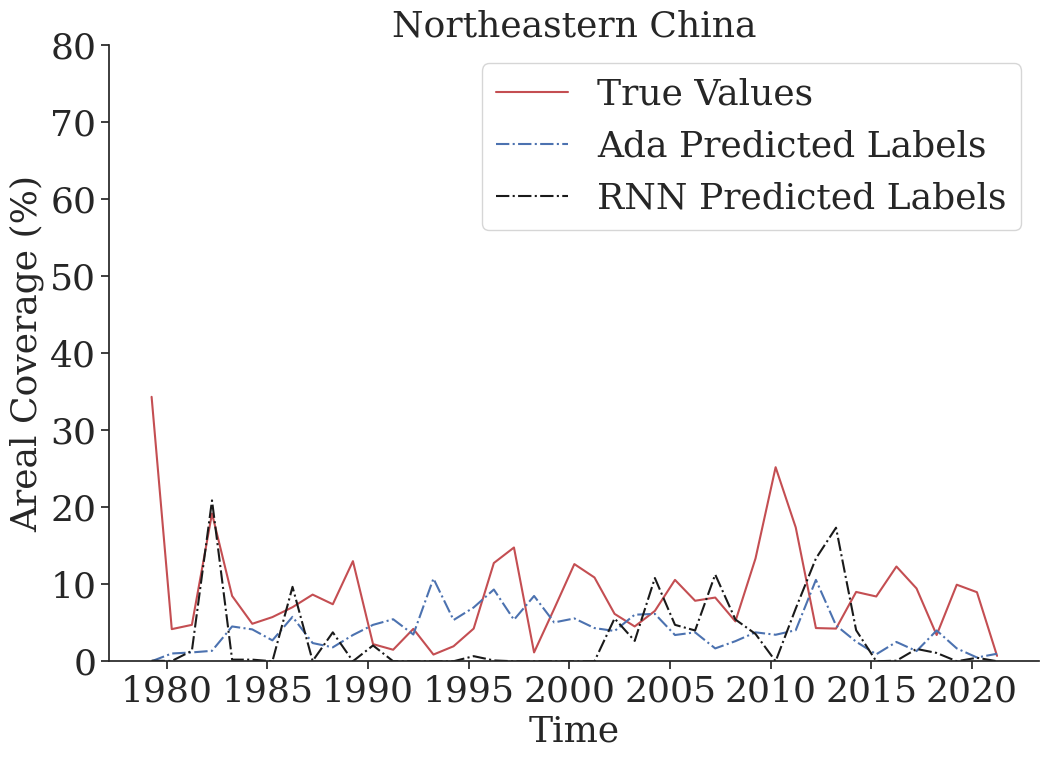 Northeastern China
True Values
Ada Predicted Labels
RNN Predicted Labels
Areal Coverage (%)
80
70
60
50
40
30
20
10
0
1980 1985 1990 1995 2000 2005 2010 2015 2020
Time